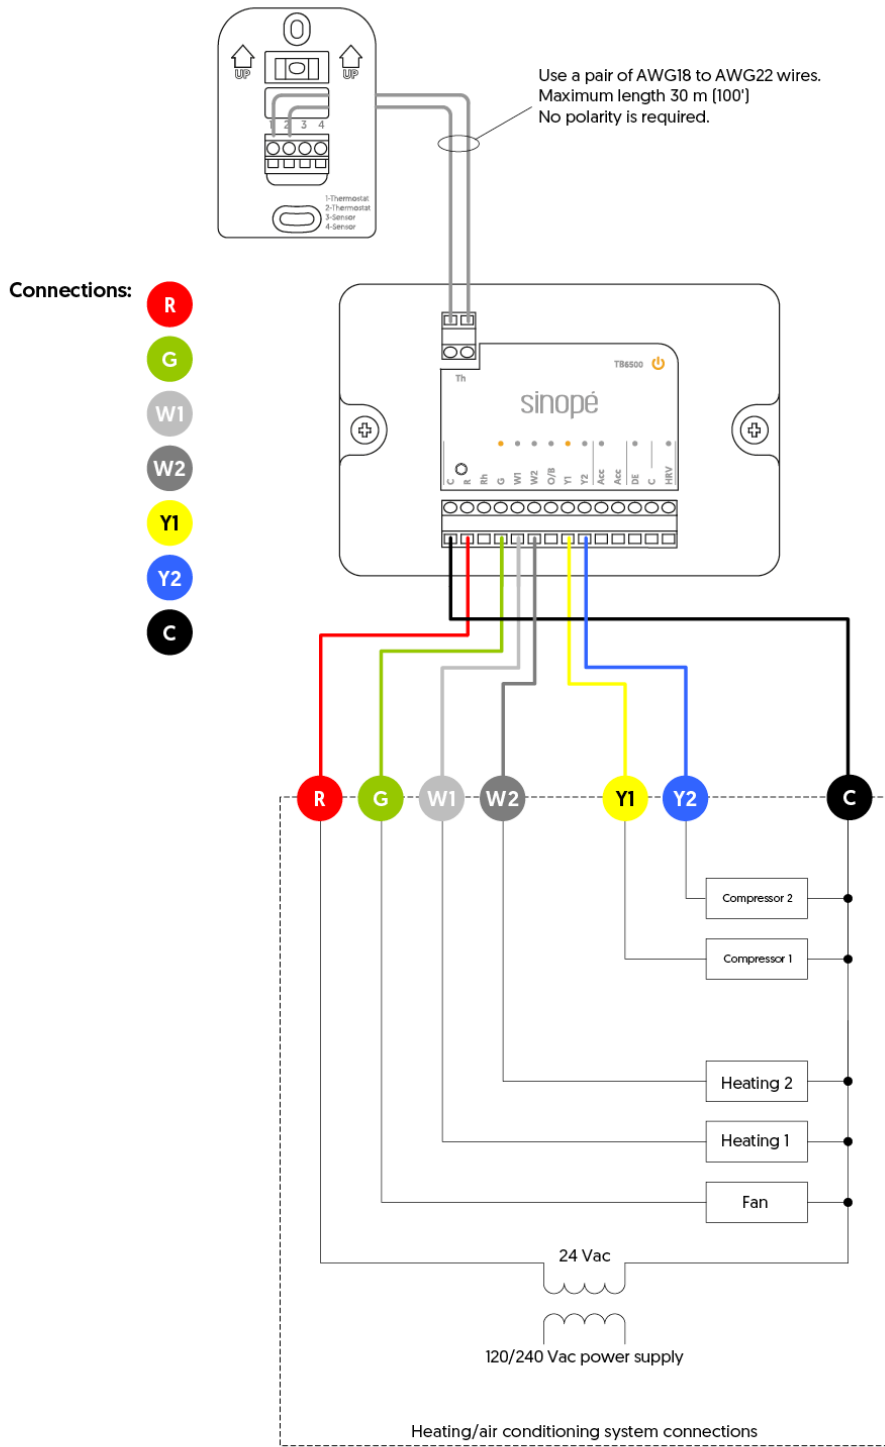 UP
UP
Use a pair of AWG18 to AWG22 wires.
Maximum length 30 m (100')
No polarity is required.
1 2 3 4
1-Thermostat
2-Thermostat
3-Sensor
4-Sensor
Connections:
R
G
W1
W2
Y1
Y2
C
TB6500
Th
sinopé
C R Rh G W1 W2 O/B Y1 Y2 Acc Acc DE C HRV
R G W1 W2 Y1 Y2 C
Compressor 2
Compressor 1
Heating 2
Heating 1
Fan
24 Vac
120/240 Vac power supply
Heating/air conditioning system connections